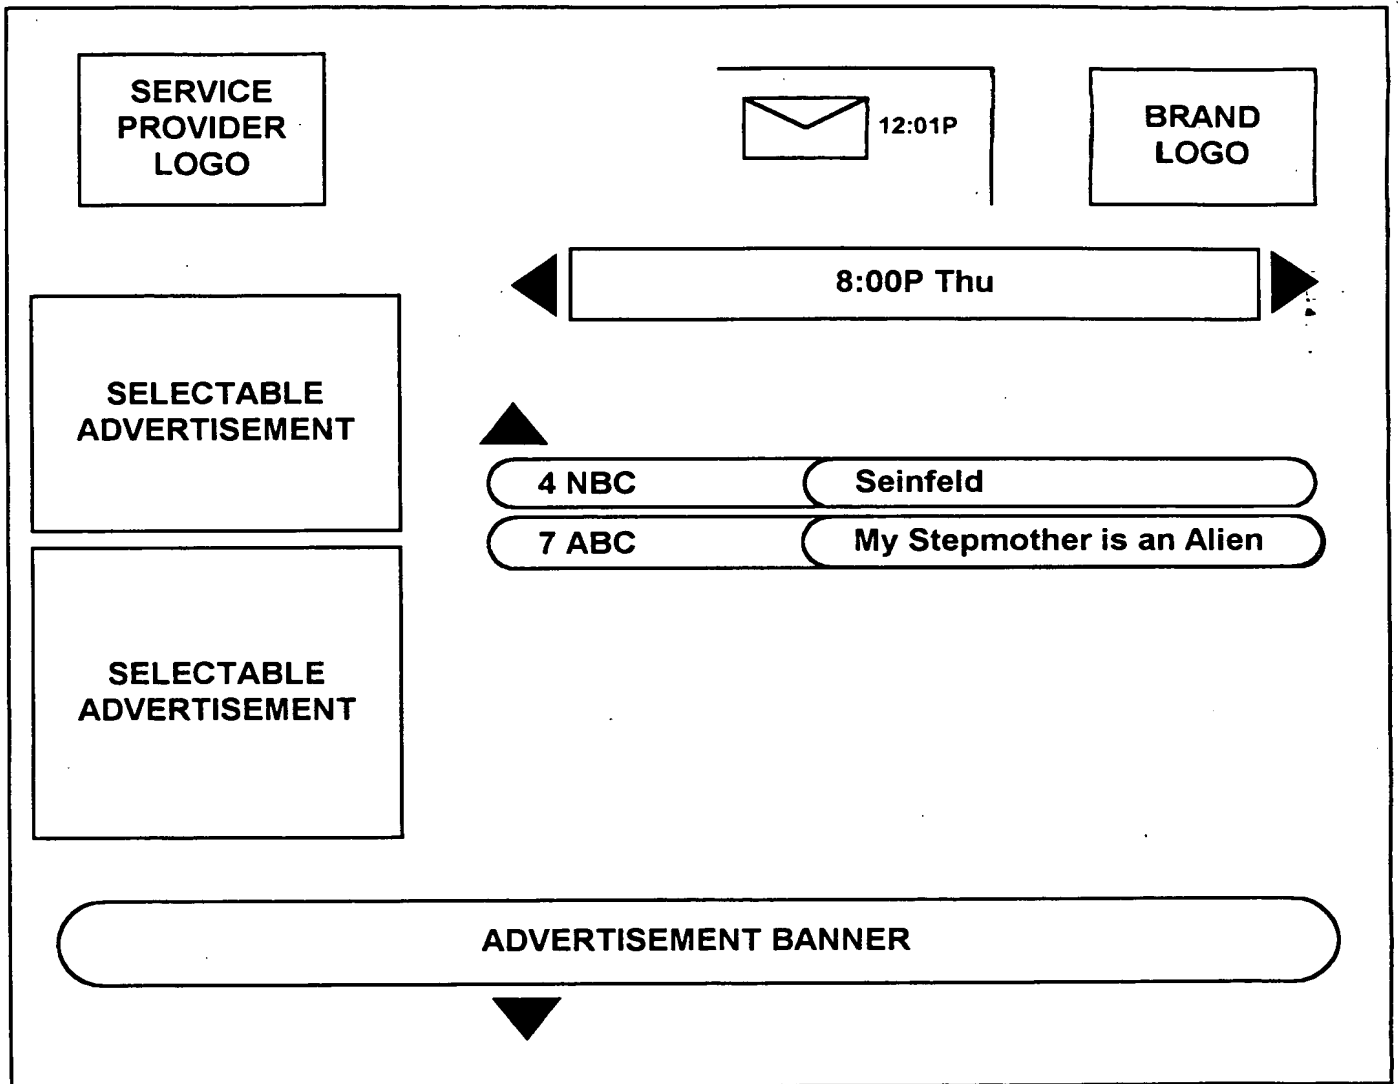 SERVICE
PROVIDER
LOGO
12:01P
BRAND
LOGO
8:00P Thu
SELECTABLE
ADVERTISEMENT
4 NBC Seinfeld
7 ABC My Stepmother is an Alien
SELECTABLE
ADVERTISEMENT
ADVERTISEMENT BANNER